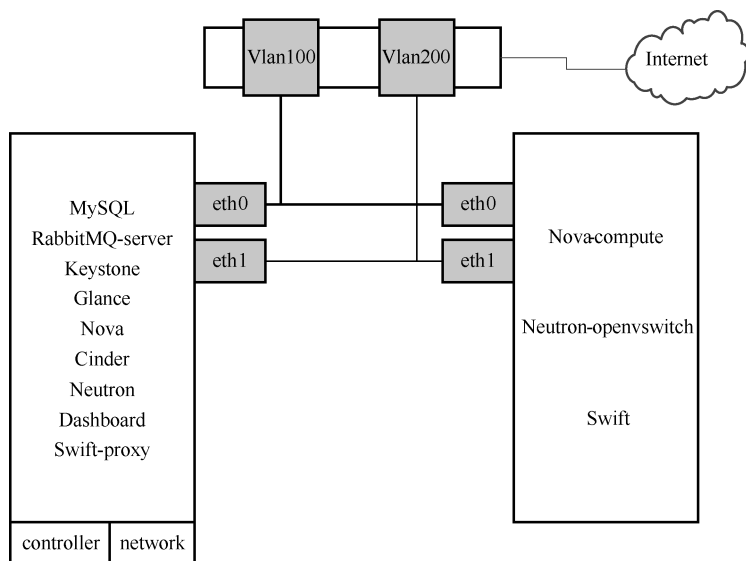 Vlan100
Vlan200
Internet
MySQL
RabbitMQ-server
Keystone
Glance
Nova
Cinder
Neutron
Dashboard
Swift-proxy
controller
network
eth0
eth1
eth0
eth1
Nova-compute
Neutron-openvswitch
Swift